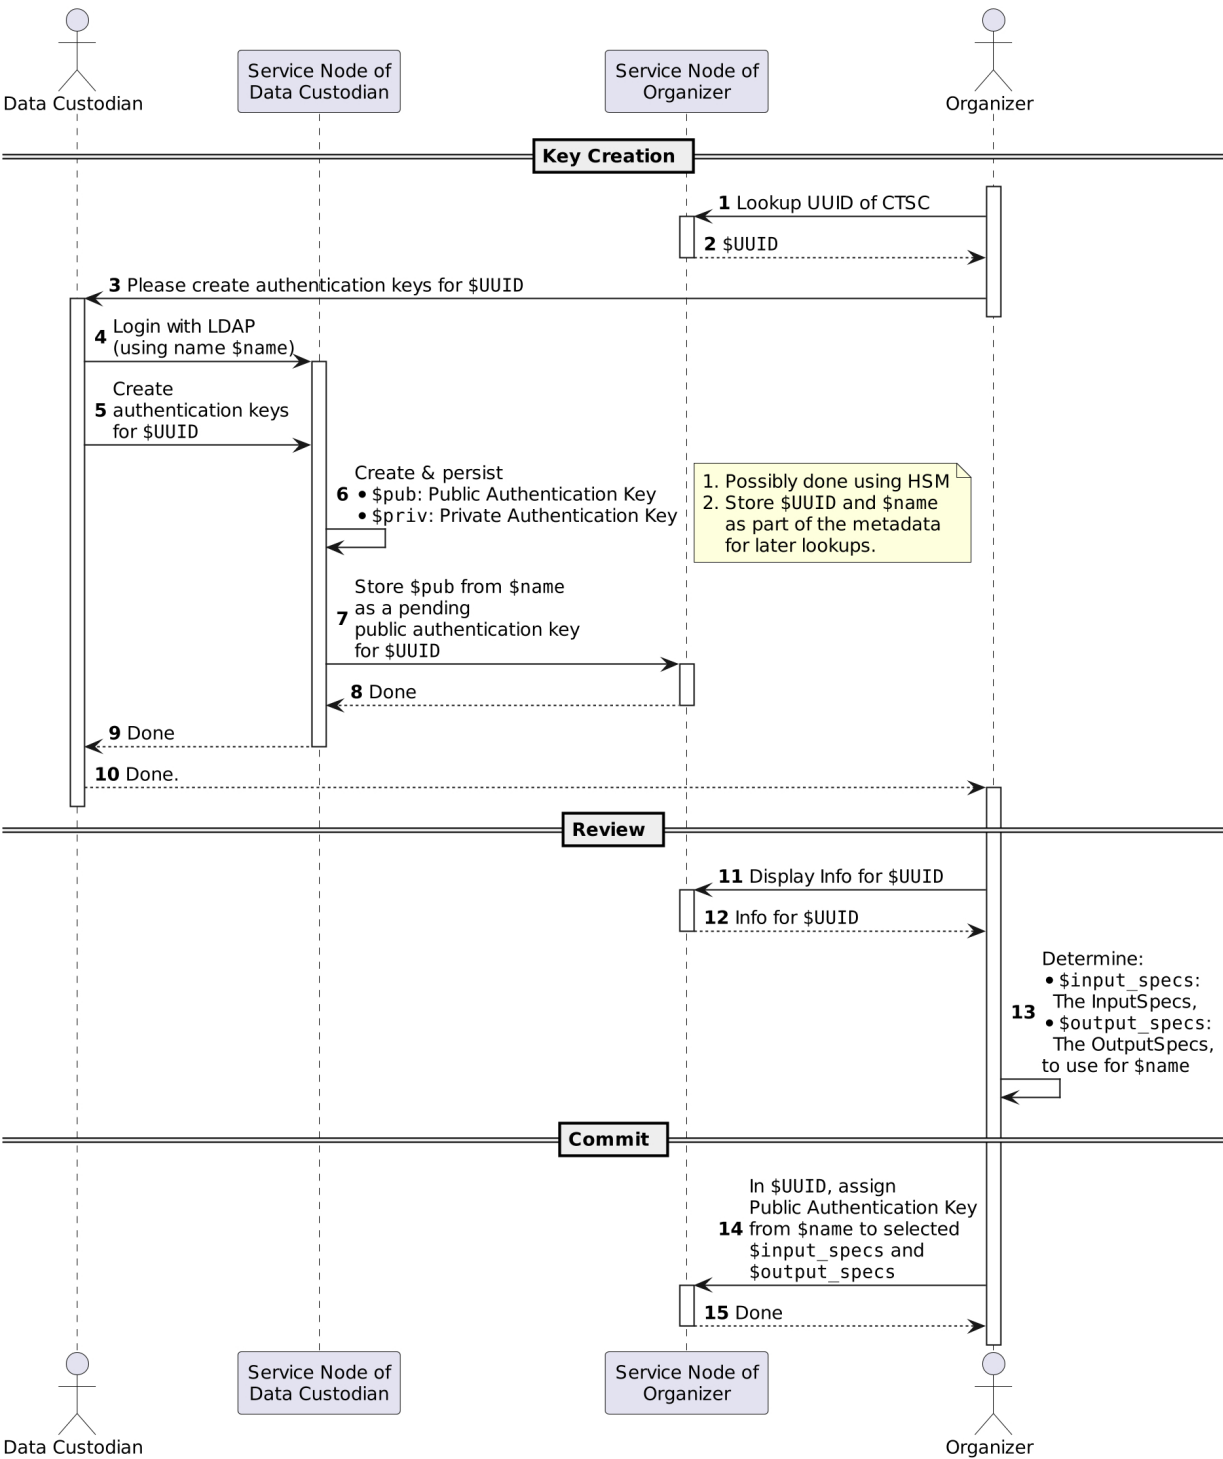 Data Custodian
Service Node of
Data Custodian
Service Node of
Organizer
Organizer
Key Creation
1 Lookup UUID of CTSC
2 $UUID
3 Please create authentication keys for $UUID
4 Login with LDAP
(using name $name)
Create
5 authentication keys
for $UUID
Create & persist
6 • $pub: Public Authentication Key
• $priv: Private Authentication Key
1. Possibly done using HSM
2. Store $UUID and $name
as part of the metadata
for later lookups.
Store $pub from $name
as a pending
7 public authentication key
for $UUID
8 Done
9 Done
10 Done.
Review
11 Display Info for $UUID
12 Info for $UUID
Determine:
• $input_specs:
The InputSpecs,
13 • $output_specs:
The OutputSpecs,
to use for $name
Commit
In $UUID, assign
Public Authentication Key
14 from $name to selected
$input_specs and
$output_specs
15 Done
Data Custodian
Service Node of
Data Custodian
Service Node of
Organizer
Organizer